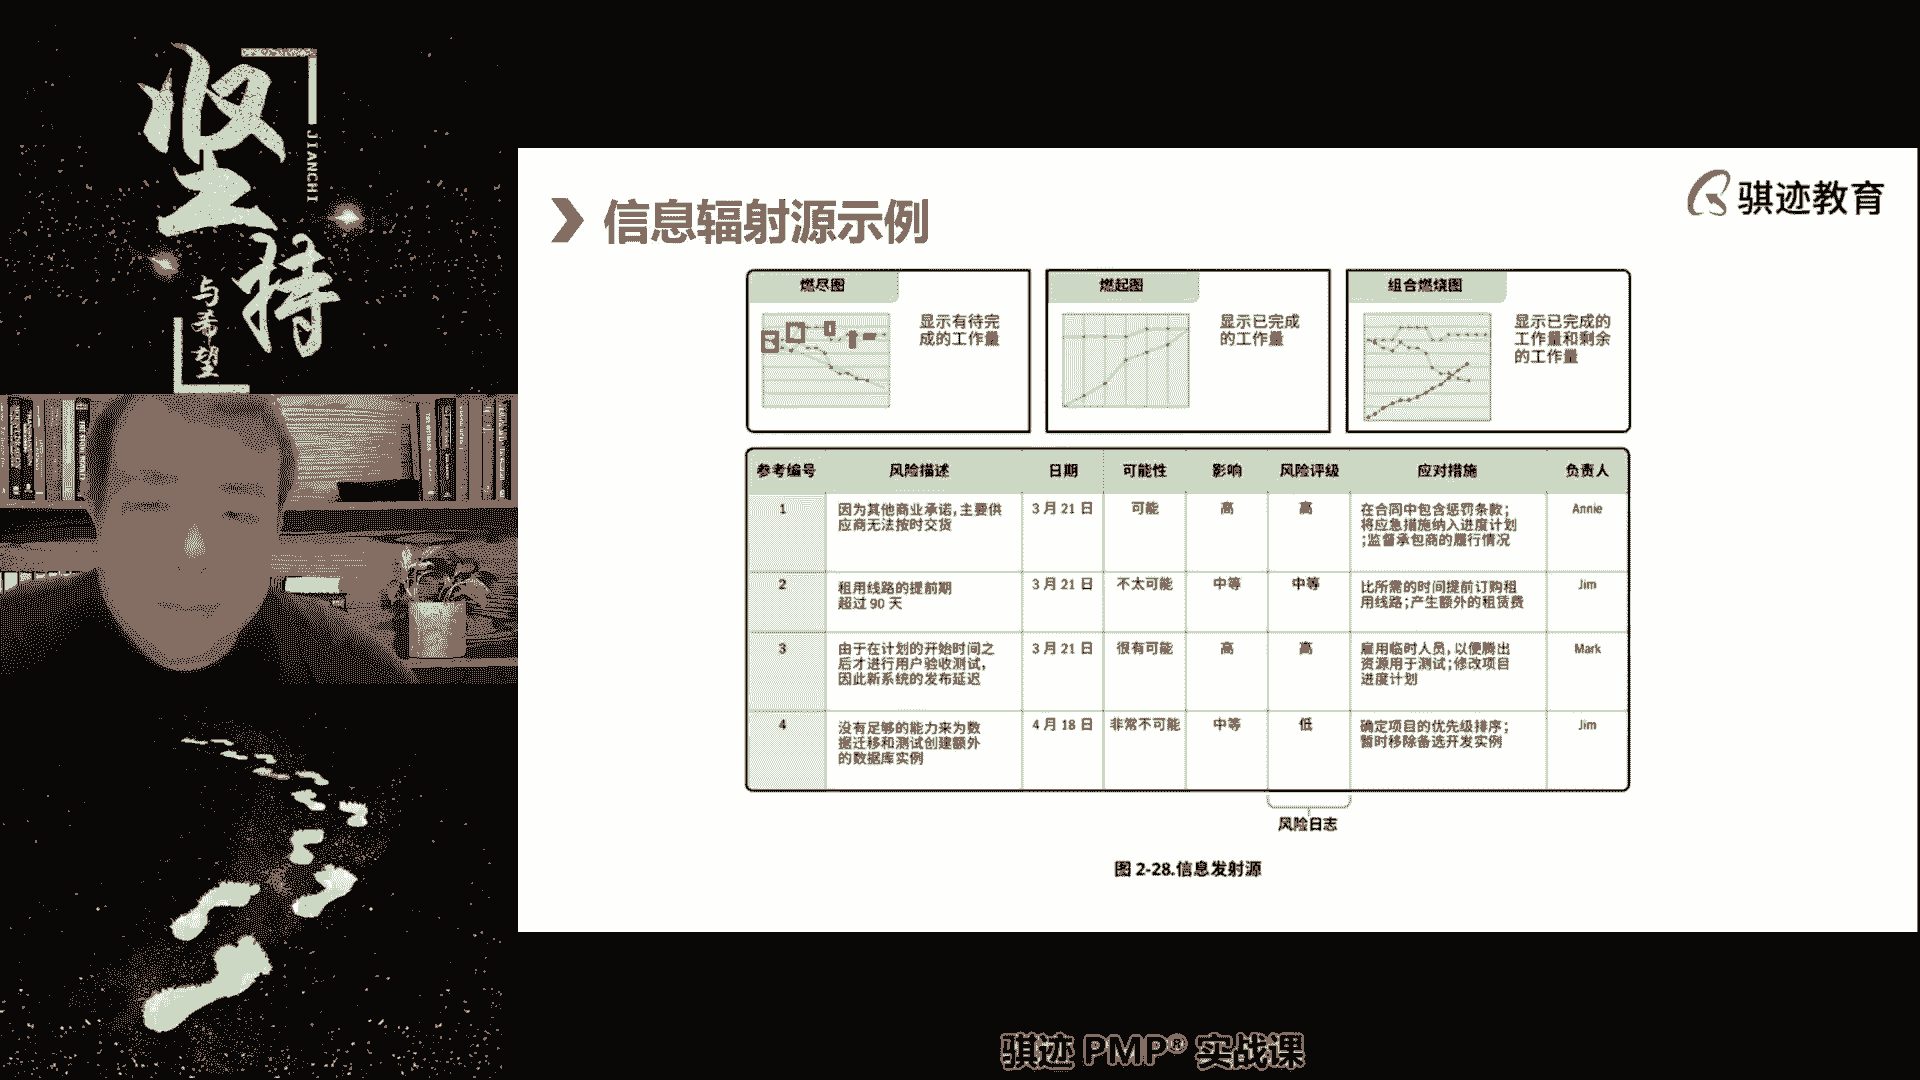 坚持
JIANCHI
与希望
骐迹教育
信息辐射源示例
燃尽图
显示有待完
成的工作量
燃起图
显示已完成
的工作量
组合燃烧图
显示已完成的
工作量和剩余
的工作量
参考编号 风险描述 日期 可能性 影响 风险评级 应对措施 负责人
1 因为其他商业承诺,主要供 3 月 21 日 可能 高 高 在合同中包含惩罚条款; Annie
应商无法按时交货 将应急措施纳入进度计划
;监督承包商的履行情况
2 租用线路的提前期 3 月 21 日 不太可能 中等 中等 比所需的时间提前订购租 Jim
超过 90 天 用线路;产生额外的租赁费
3 由于在计划的开始时间之 3 月 21 日 很有可能 高 高 雇用临时人员,以便腾出 Mark
后才进行用户验收测试, 资源用于测试;修改项目
因此新系统的发布延迟 进度计划
4 没有足够的能力来为数 4 月 18 日 非常不可能 中等 低 确定项目的优先级排序; Jim
据迁移和测试创建额外 暂时移除备选开发实例
的数据库实例
风险日志
图 2-28.信息发射源
骐迹 PMP® 实战课